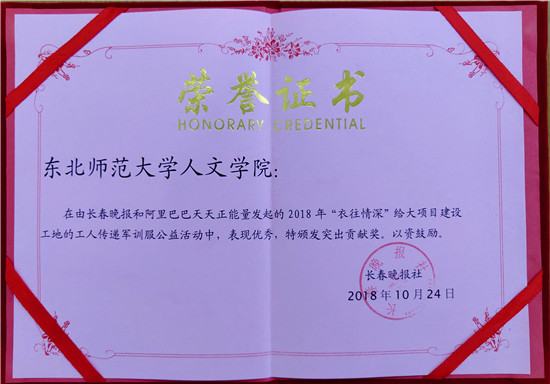 荣誉证书
HONORARY CREDENTIAL
东北师范大学人文学院：
在由长春晚报和阿里巴巴天天正能量发起的2018年“衣往情深”给大项目建设
工地的工人传递军训服公益活动中，表现优秀，特颁发突出贡献奖。以资鼓励。
长春晚报社
长春晚报社
2018年10月24日